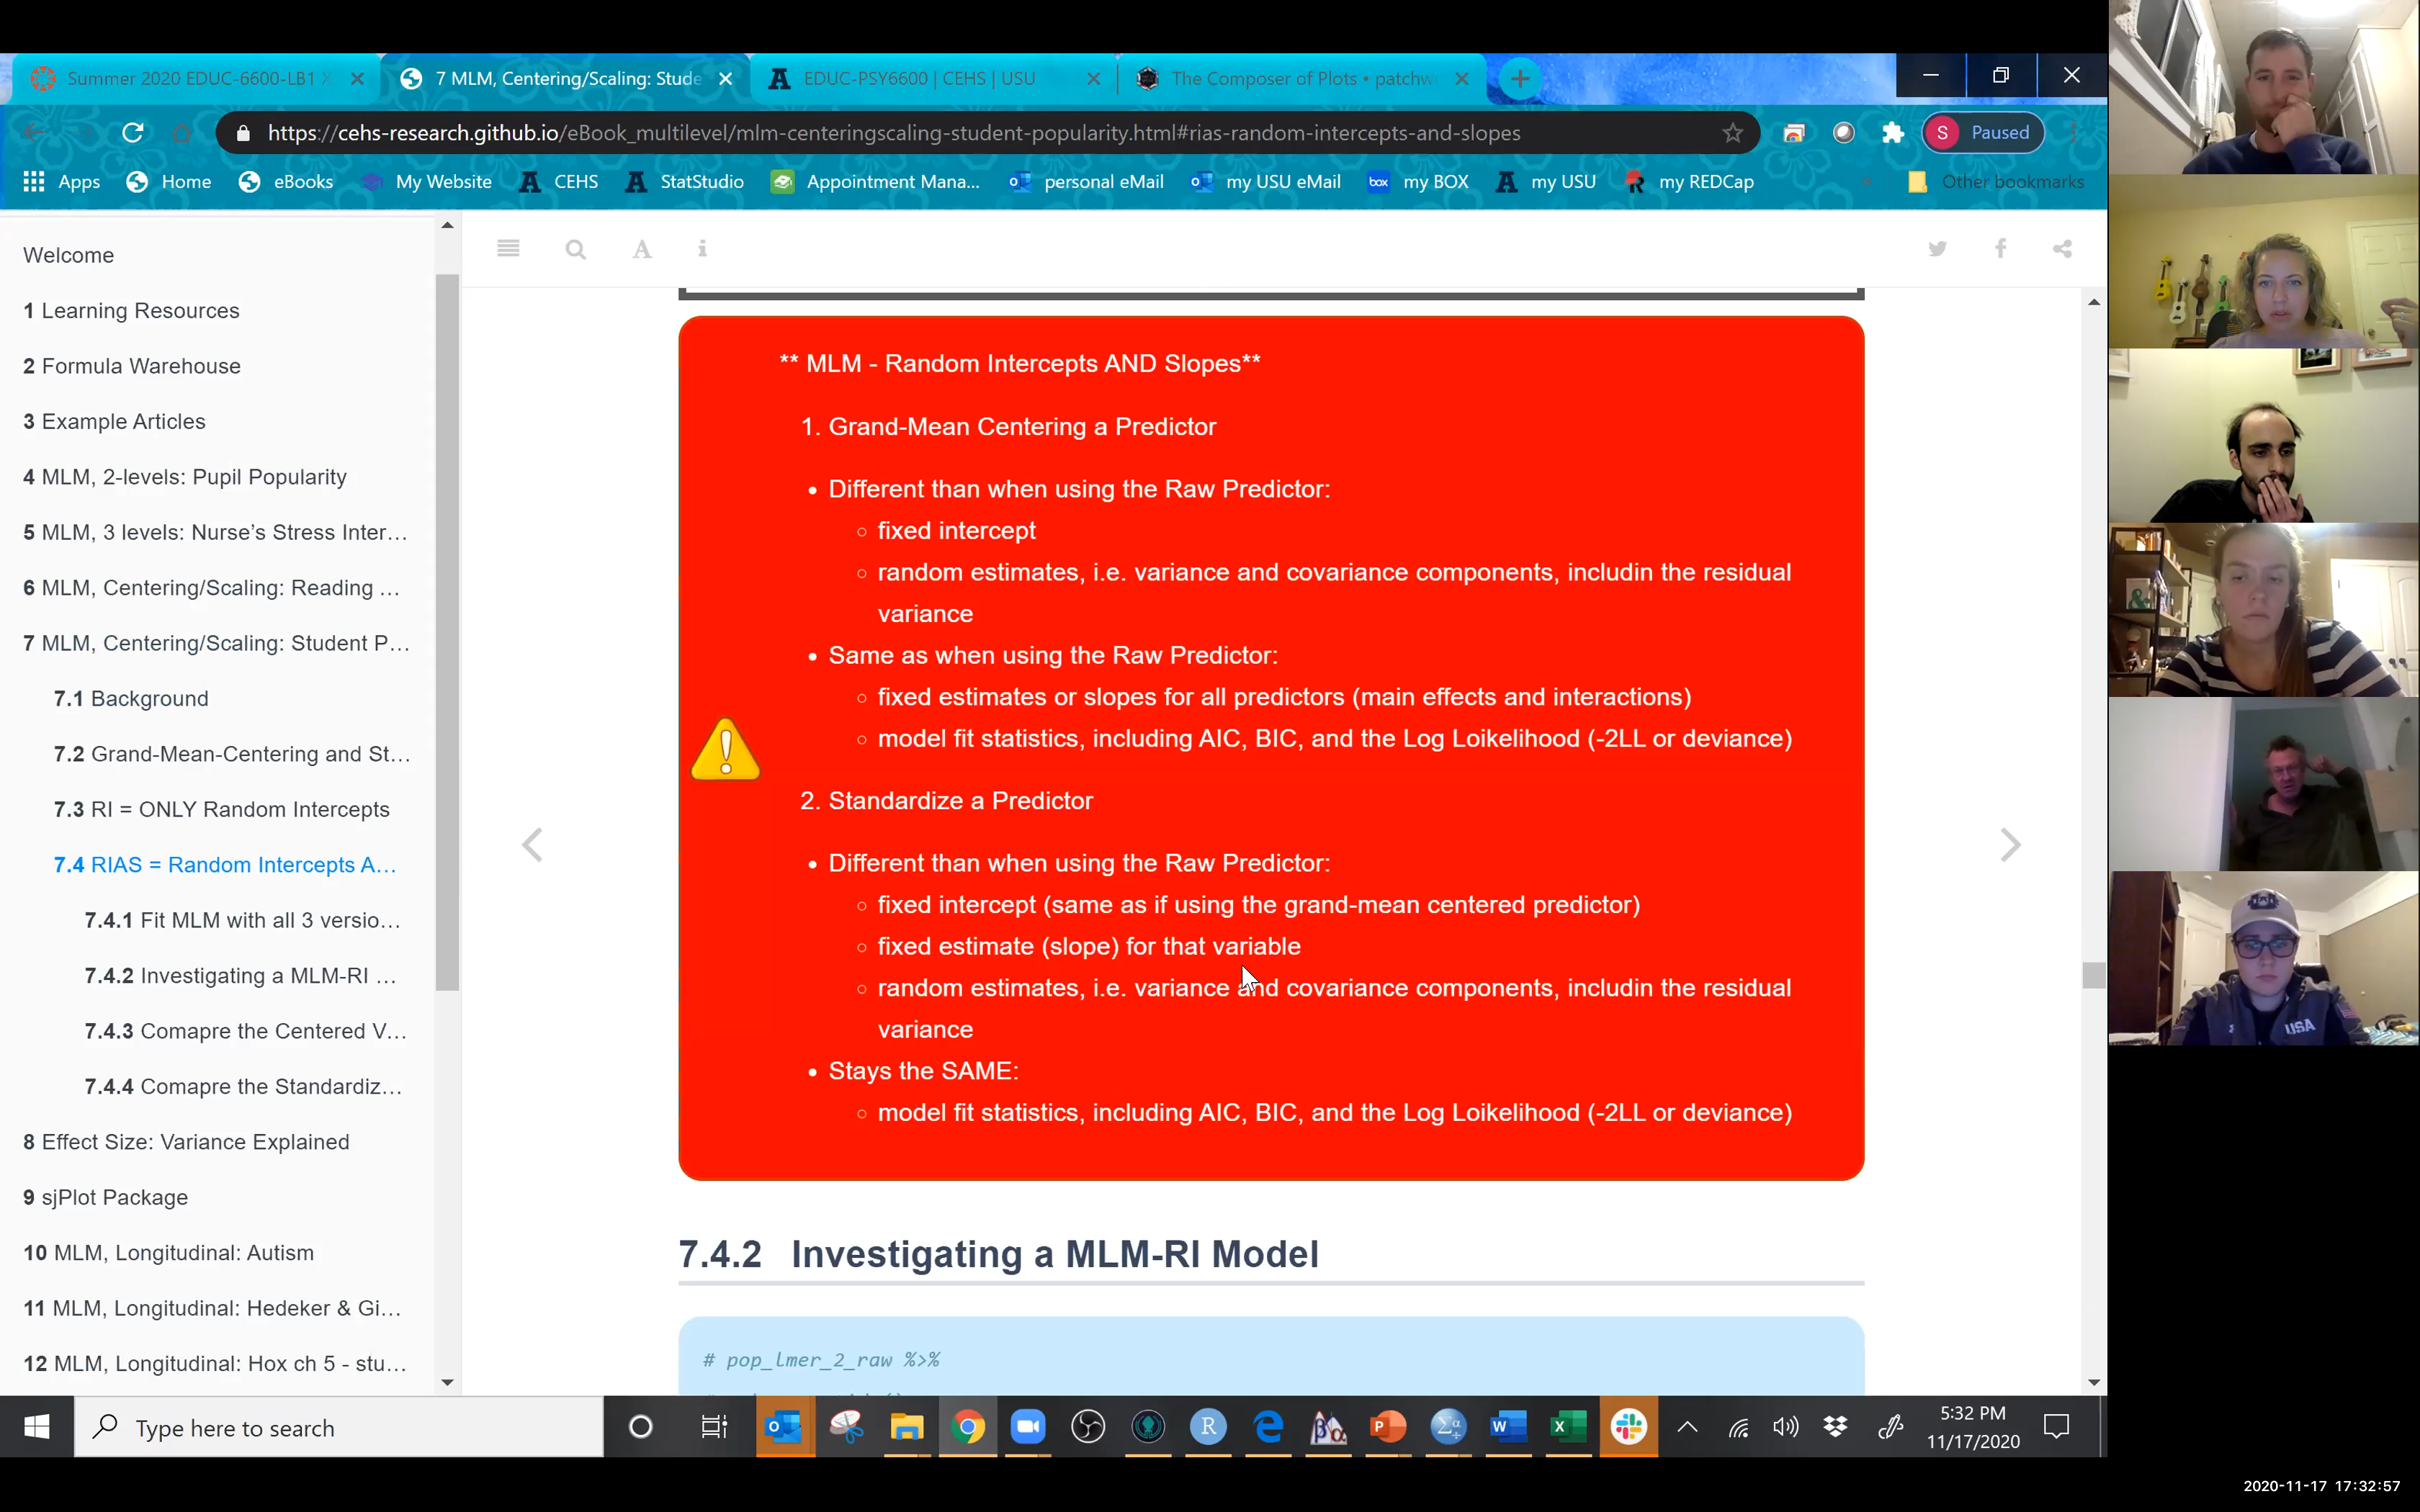 Summer 2020 EDUC-6600-LB1 X
7 MLM, Centering/Scaling: Stude
EDUC-PSY6600 | CEHS | USU
The Composer of Plots • patchw
https://cehs-research.github.io/eBook_multilevel/mlm-centeringscaling-student-popularity.html#rias-random-intercepts-and-slopes
S Paused
Apps
Home
eBooks
My Website
CEHS
StatStudio
Appointment Mana...
personal eMail
my USU eMail
box my BOX
my USU
my REDCap
Other bookmarks
Welcome
1 Learning Resources
2 Formula Warehouse
3 Example Articles
4 MLM, 2-levels: Pupil Popularity
5 MLM, 3 levels: Nurse's Stress Inter...
6 MLM, Centering/Scaling: Reading ...
7 MLM, Centering/Scaling: Student P...
7.1 Background
7.2 Grand-Mean-Centering and St...
7.3 RI = ONLY Random Intercepts
7.4 RIAS = Random Intercepts A...
7.4.1 Fit MLM with all 3 versio...
7.4.2 Investigating a MLM-RI ...
7.4.3 Comapre the Centered V...
7.4.4 Comapre the Standardiz...
8 Effect Size: Variance Explained
9 sjPlot Package
10 MLM, Longitudinal: Autism
11 MLM, Longitudinal: Hedeker & Gi...
12 MLM, Longitudinal: Hox ch 5 - stu...
** MLM - Random Intercepts AND Slopes**
1. Grand-Mean Centering a Predictor
• Different than when using the Raw Predictor:
○ fixed intercept
○ random estimates, i.e. variance and covariance components, includin the residual
variance
• Same as when using the Raw Predictor:
○ fixed estimates or slopes for all predictors (main effects and interactions)
○ model fit statistics, including AIC, BIC, and the Log Loikelihood (-2LL or deviance)
2. Standardize a Predictor
• Different than when using the Raw Predictor:
○ fixed intercept (same as if using the grand-mean centered predictor)
○ fixed estimate (slope) for that variable
○ random estimates, i.e. variance and covariance components, includin the residual
variance
• Stays the SAME:
○ model fit statistics, including AIC, BIC, and the Log Loikelihood (-2LL or deviance)
7.4.2 Investigating a MLM-RI Model
# pop_lmer_2_raw %>%
USA
Type here to search
5:32 PM
11/17/2020
2020-11-17 17:32:57